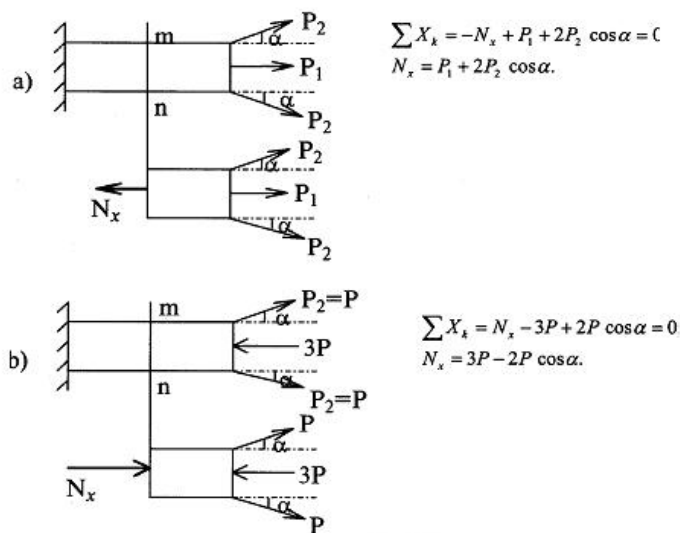 a)
m
n
P₂
α
P₁
α
P₂
∑ Xₖ = −Nₓ + P₁ + 2P₂ cosα = 0
Nₓ = P₁ + 2P₂ cosα.
P₂
α
P₁
Nₓ
α
P₂
b)
m
n
P₂=P
α
3P
α
P₂=P
∑ Xₖ = Nₓ − 3P + 2P cosα = 0
Nₓ = 3P − 2P cosα.
P
α
3P
Nₓ
α
P